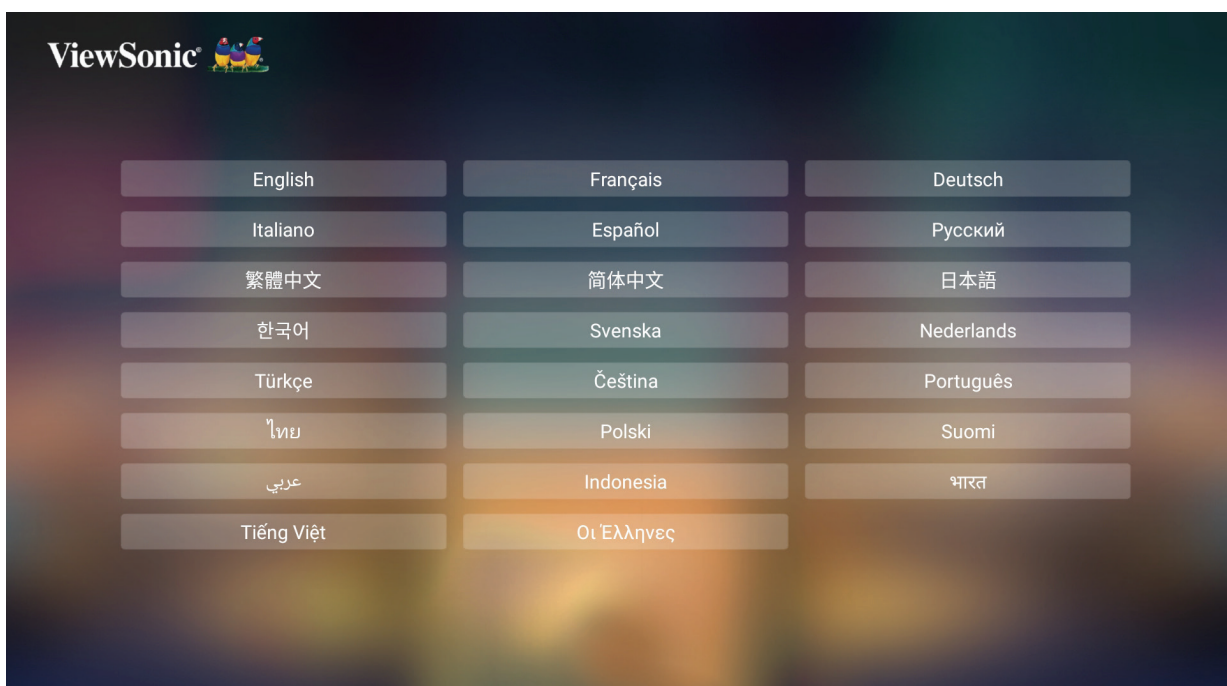 ViewSonic®
English Français Deutsch
Italiano Español Русский
繁體中文 简体中文 日本語
한국어 Svenska Nederlands
Türkçe Čeština Português
ไทย Polski Suomi
عربي Indonesia भारत
Tiếng Việt Οι Έλληνες